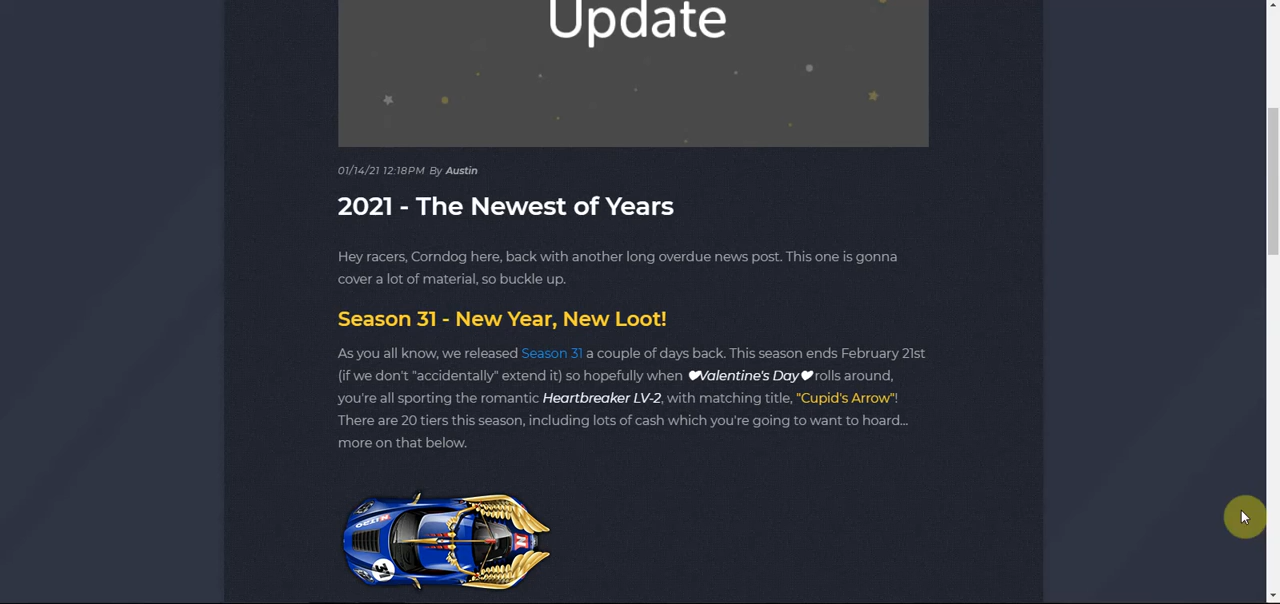 Update
01/14/21 12:18PM By Austin
2021 - The Newest of Years
Hey racers, Corndog here, back with another long overdue news post. This one is gonna
cover a lot of material, so buckle up.
Season 31 - New Year, New Loot!
As you all know, we released Season 31 a couple of days back. This season ends February 21st
(if we don't "accidentally" extend it) so hopefully when ♥Valentine's Day♥ rolls around,
you're all sporting the romantic Heartbreaker LV-2, with matching title, "Cupid's Arrow"!
There are 20 tiers this season, including lots of cash which you're going to want to hoard...
more on that below.
NITRO
31
N